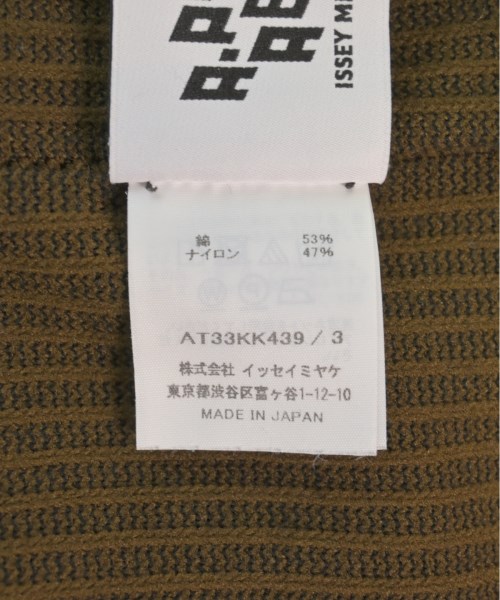 ISSEY
綿 53%
ナイロン 47%
AT33KK439 / 3
株式会社 イッセイミヤケ
東京都渋谷区富ヶ谷1-12-10
MADE IN JAPAN